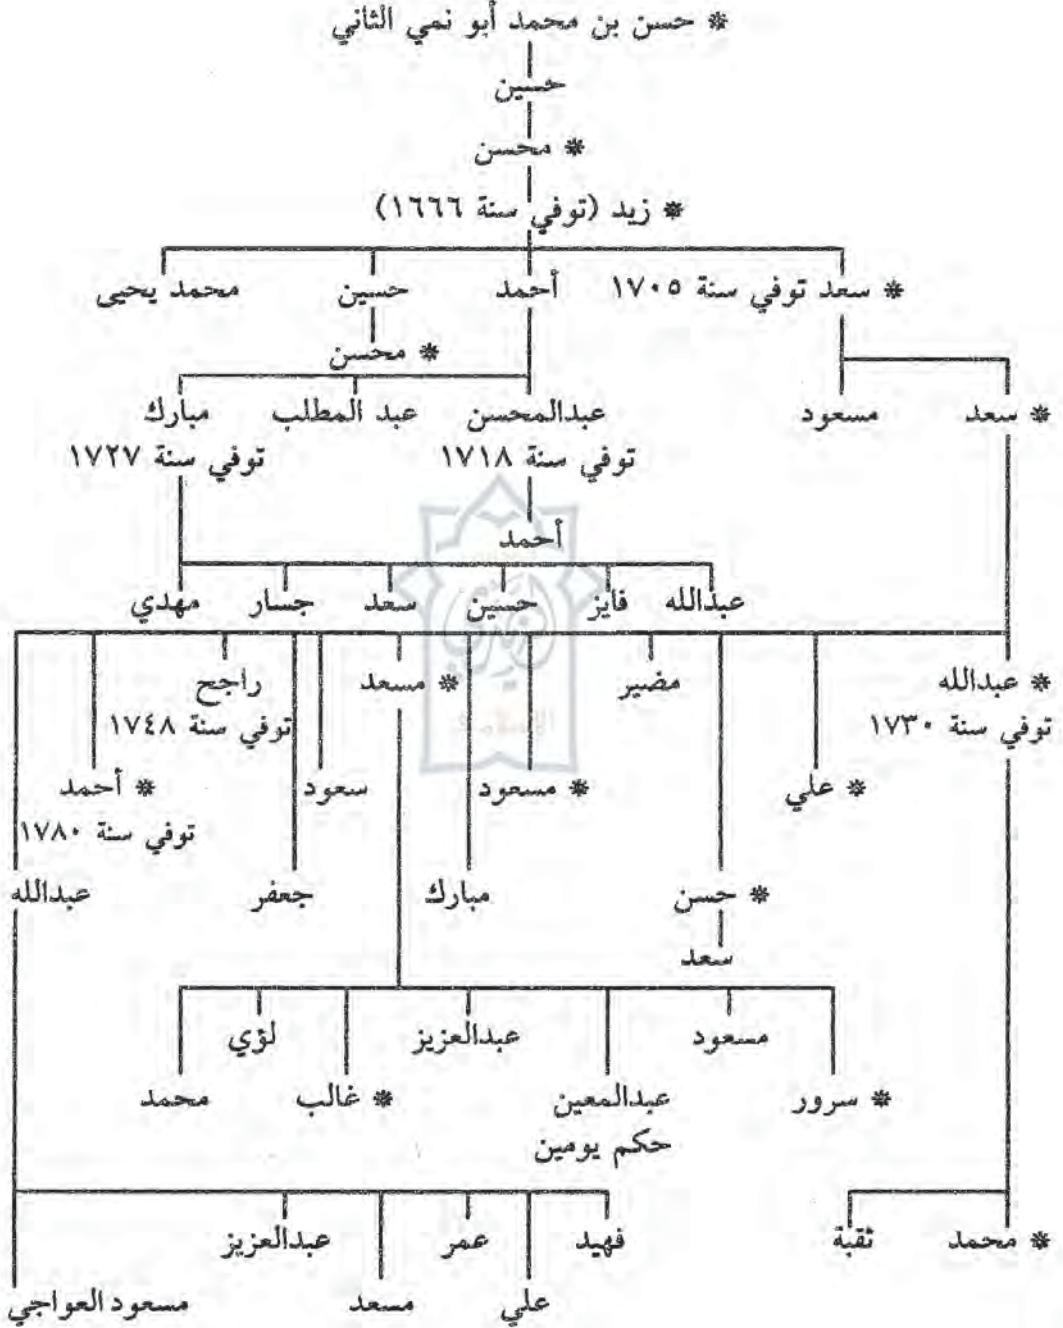 * حسن بن محمد أبو نمي الثاني
حسين
* محسن
* زيد (توفي سنة ١٦٦٦)
* سعد توفي سنة ١٧٠٥ أحمد حسين محمد يحيى
* محسن
* سعد مسعود عبدالمحسن عبد المطلب مبارك
توفي سنة ١٧١٨ توفي سنة ١٧٢٧
أحمد
عبدالله فايز حسين سعد جسار مهدي
* عبدالله مضير * مسعد راجح
توفي سنة ١٧٣٠ توفي سنة ١٧٤٨
* علي * مسعود سعود * أحمد
توفي سنة ١٧٨٠
* حسن مبارك جعفر عبدالله
سعد
مسعود عبدالعزيز لؤي
* سرور عبدالمعين * غالب محمد
حكم يومين
* محمد ثقبة فهيد عمر عبدالعزيز
علي مسعد مسعود العواجي